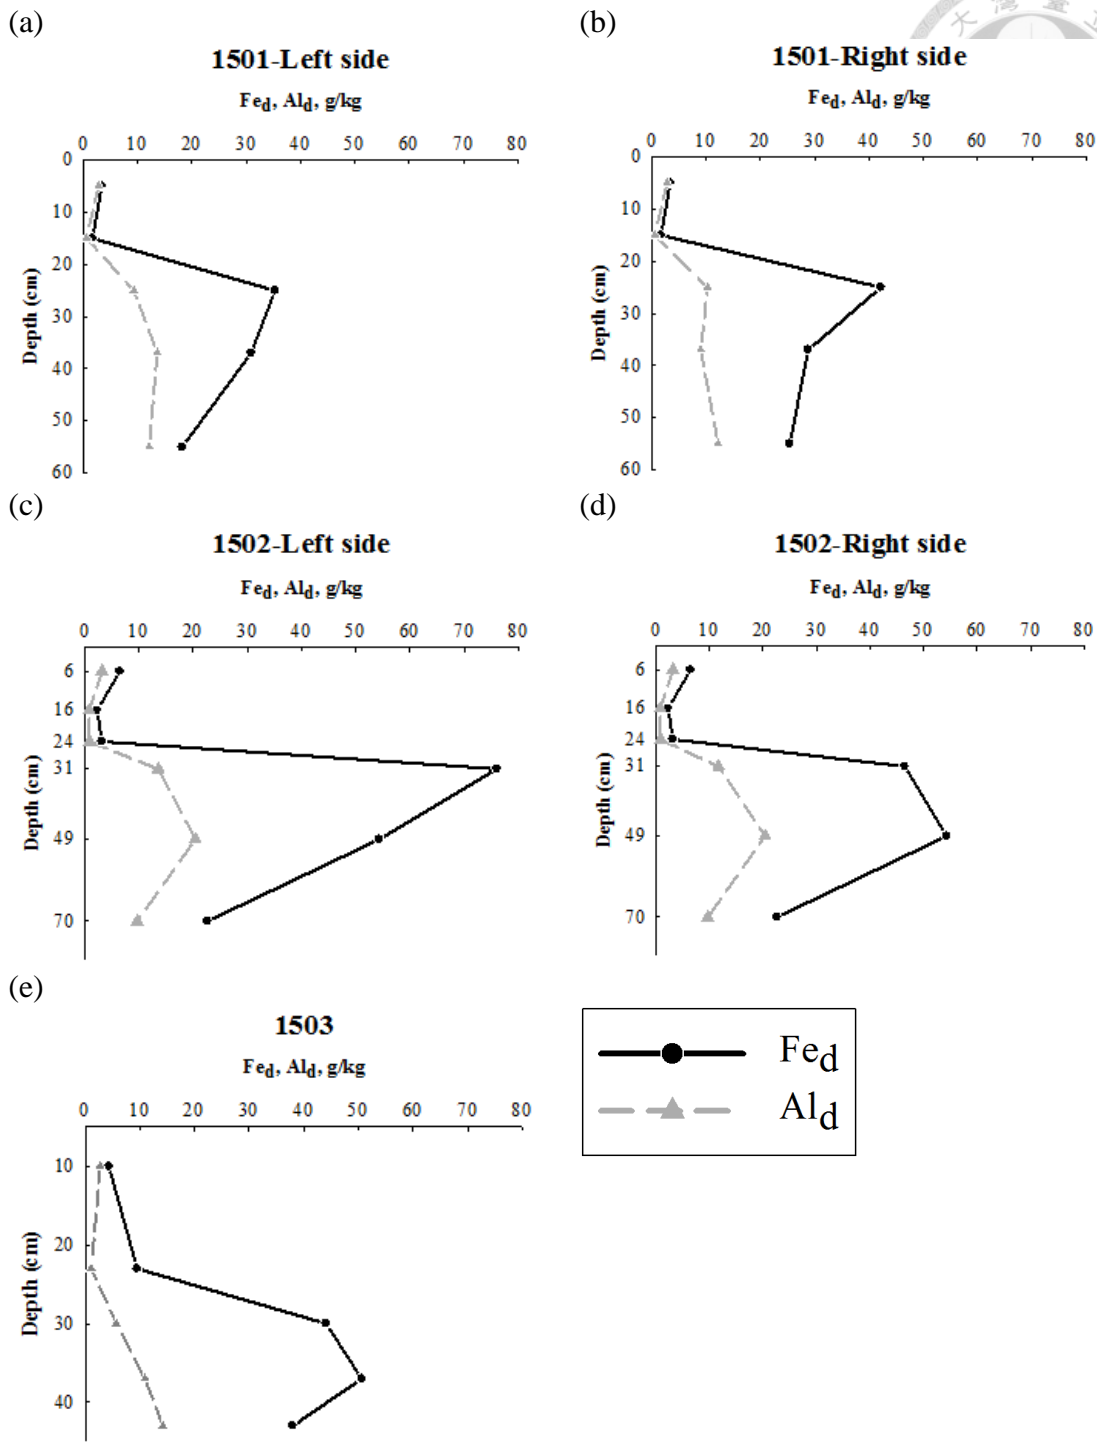 (a)
1501-Left side
Fed, Ald, g/kg
0 10 20 30 40 50 60 70 80
0
10
20
30
40
50
60
Depth (cm)
(b)
大灣臺
1501-Right side
Fed, Ald, g/kg
0 10 20 30 40 50 60 70 80
0
10
20
30
40
50
60
Depth (cm)
(c)
1502-Left side
Fed, Ald, g/kg
0 10 20 30 40 50 60 70 80
6
16
24
31
49
70
Depth (cm)
(d)
1502-Right side
Fed, Ald, g/kg
0 10 20 30 40 50 60 70 80
6
16
24
31
49
70
Depth (cm)
(e)
1503
Fed, Ald, g/kg
0 10 20 30 40 50 60 70 80
10
20
30
40
Depth (cm)
Fed
Ald